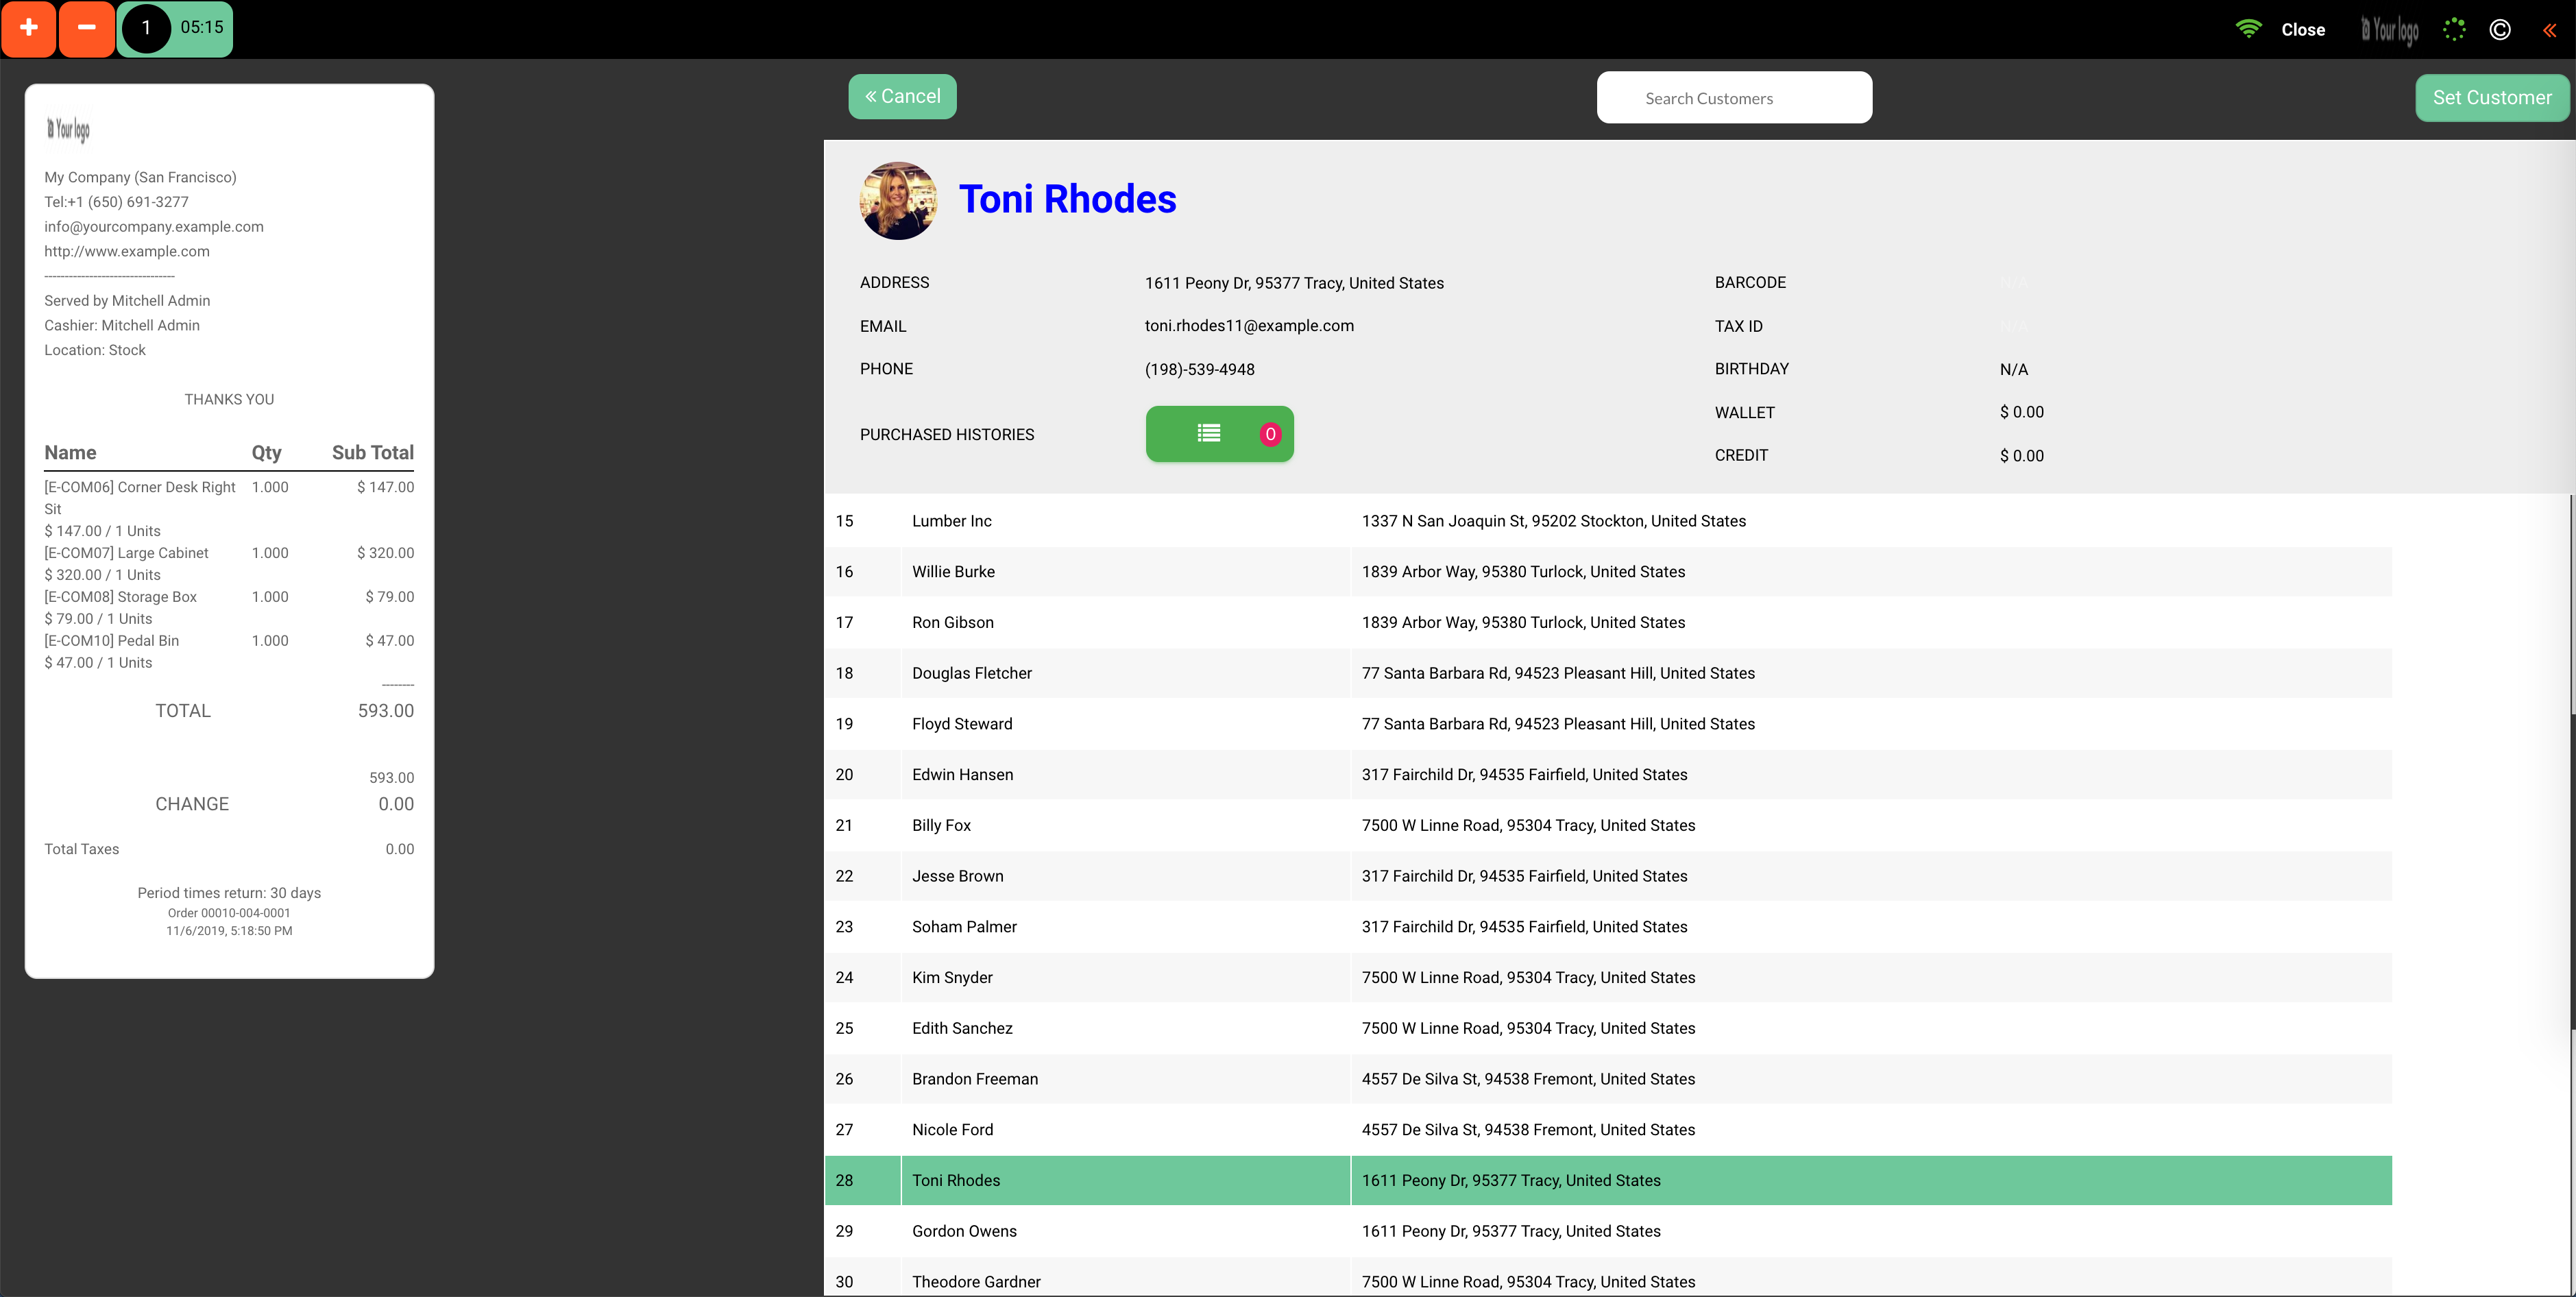 + − 1 05:15 Close Your logo ©
Your logo
My Company (San Francisco)
Tel:+1 (650) 691-3277
info@yourcompany.example.com
http://www.example.com
--------------------------------
Served by Mitchell Admin
Cashier: Mitchell Admin
Location: Stock
THANKS YOU
Name Qty Sub Total
[E-COM06] Corner Desk Right 1.000 $ 147.00
Sit
$ 147.00 / 1 Units
[E-COM07] Large Cabinet 1.000 $ 320.00
$ 320.00 / 1 Units
[E-COM08] Storage Box 1.000 $ 79.00
$ 79.00 / 1 Units
[E-COM10] Pedal Bin 1.000 $ 47.00
$ 47.00 / 1 Units
--------
TOTAL 593.00
593.00
CHANGE 0.00
Total Taxes 0.00
Period times return: 30 days
Order 00010-004-0001
11/6/2019, 5:18:50 PM
« Cancel Search Customers Set Customer
Toni Rhodes
ADDRESS 1611 Peony Dr, 95377 Tracy, United States BARCODE N/A
EMAIL toni.rhodes11@example.com TAX ID N/A
PHONE (198)-539-4948 BIRTHDAY N/A
WALLET $ 0.00
PURCHASED HISTORIES 0
CREDIT $ 0.00
15 Lumber Inc 1337 N San Joaquin St, 95202 Stockton, United States
16 Willie Burke 1839 Arbor Way, 95380 Turlock, United States
17 Ron Gibson 1839 Arbor Way, 95380 Turlock, United States
18 Douglas Fletcher 77 Santa Barbara Rd, 94523 Pleasant Hill, United States
19 Floyd Steward 77 Santa Barbara Rd, 94523 Pleasant Hill, United States
20 Edwin Hansen 317 Fairchild Dr, 94535 Fairfield, United States
21 Billy Fox 7500 W Linne Road, 95304 Tracy, United States
22 Jesse Brown 317 Fairchild Dr, 94535 Fairfield, United States
23 Soham Palmer 317 Fairchild Dr, 94535 Fairfield, United States
24 Kim Snyder 7500 W Linne Road, 95304 Tracy, United States
25 Edith Sanchez 7500 W Linne Road, 95304 Tracy, United States
26 Brandon Freeman 4557 De Silva St, 94538 Fremont, United States
27 Nicole Ford 4557 De Silva St, 94538 Fremont, United States
28 Toni Rhodes 1611 Peony Dr, 95377 Tracy, United States
29 Gordon Owens 1611 Peony Dr, 95377 Tracy, United States
30 Theodore Gardner 7500 W Linne Road, 95304 Tracy, United States